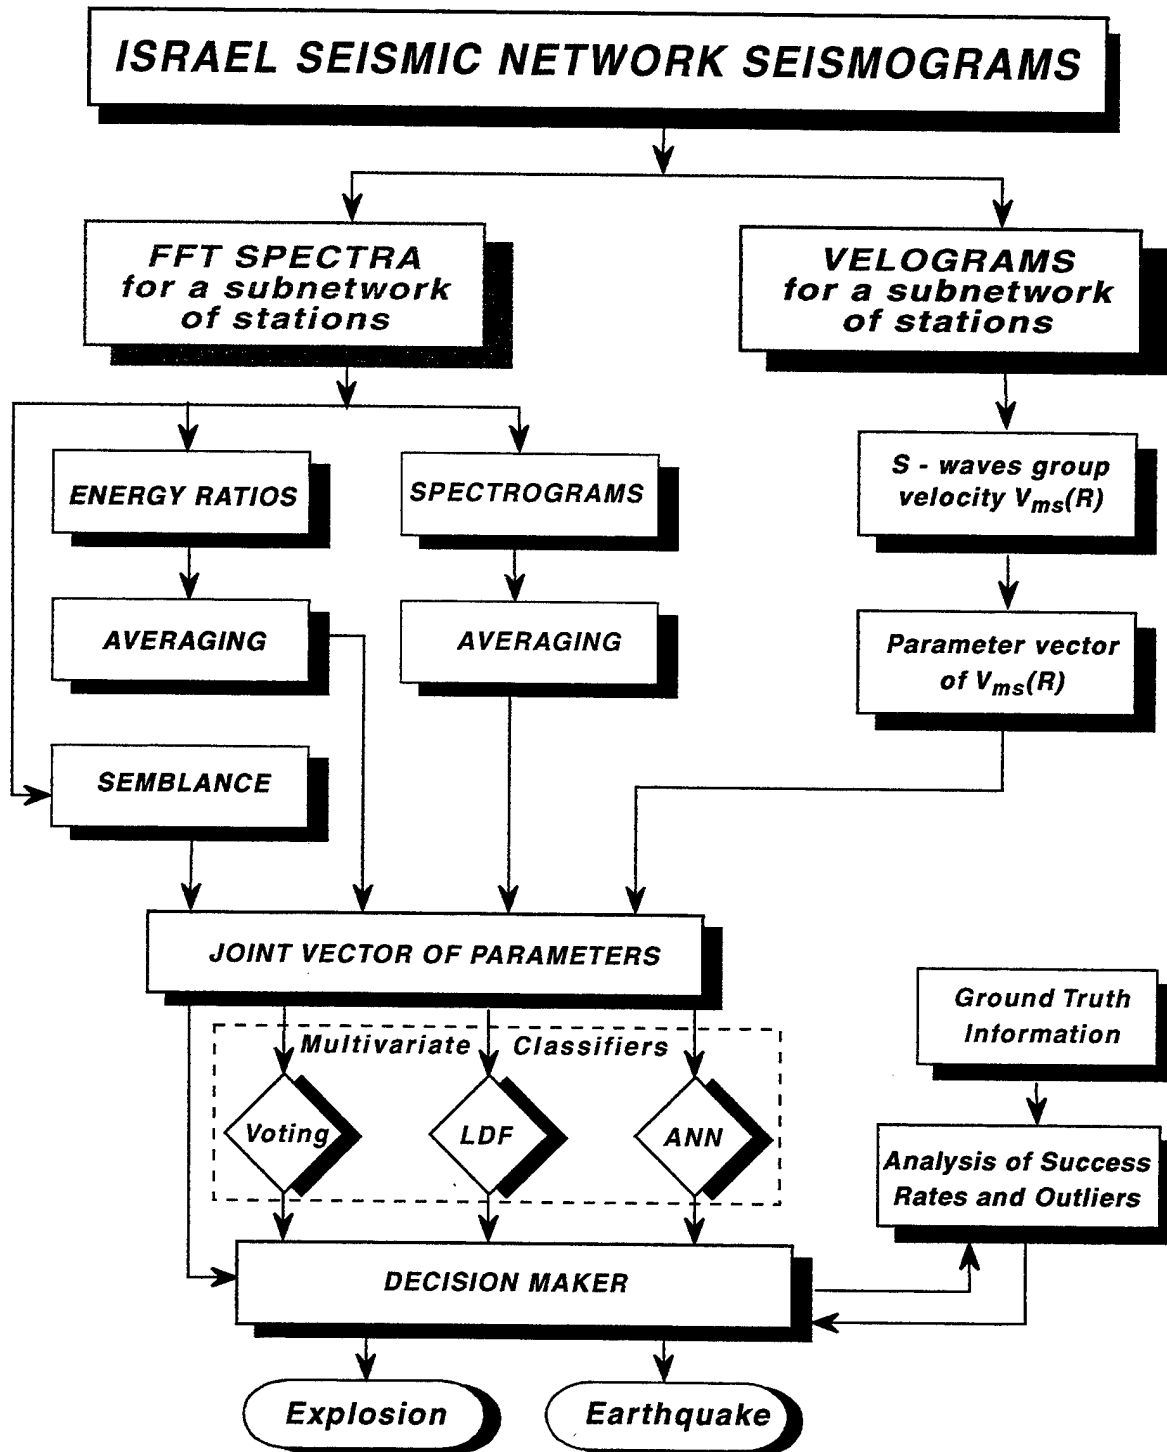 ISRAEL SEISMIC NETWORK SEISMOGRAMS
FFT SPECTRA
for a subnetwork
of stations
VELOGRAMS
for a subnetwork
of stations
ENERGY RATIOS
SPECTROGRAMS
S - waves group
velocity Vms(R)
AVERAGING
AVERAGING
Parameter vector
of Vms(R)
SEMBLANCE
JOINT VECTOR OF PARAMETERS
Ground Truth
Information
Multivariate Classifiers
Voting
LDF
ANN
Analysis of Success
Rates and Outliers
DECISION MAKER
Explosion
Earthquake